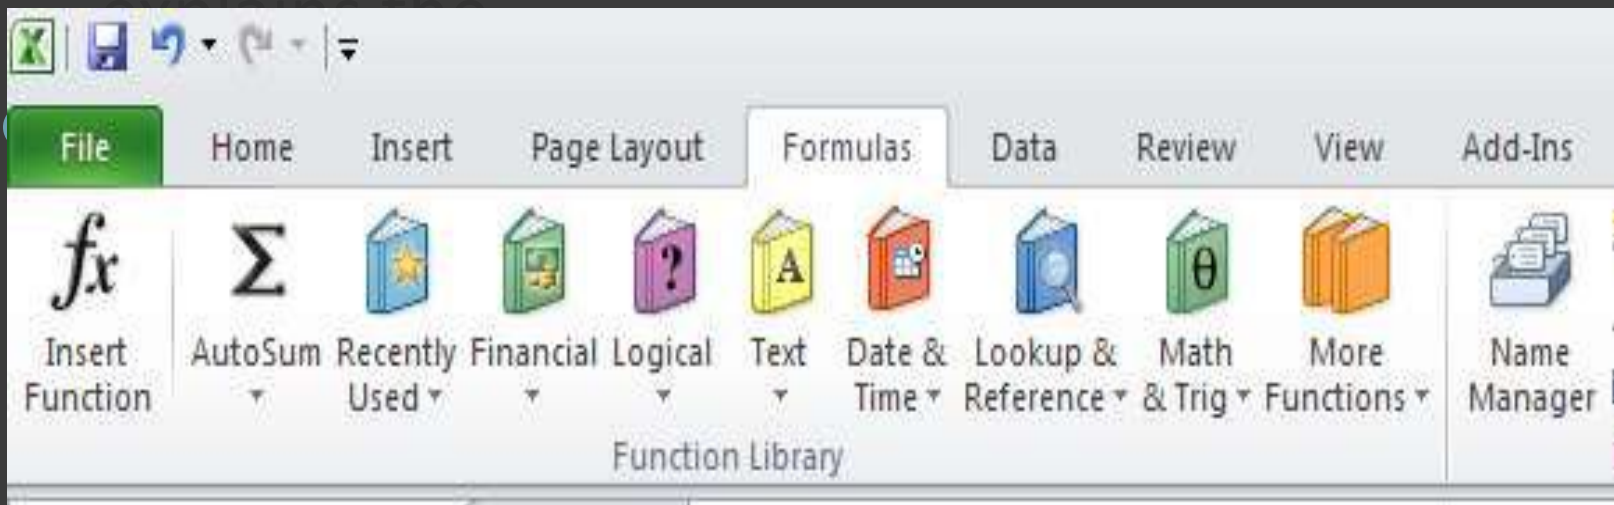 File Home Insert Page Layout Formulas Data Review View Add-Ins
fx Σ ? A θ
Insert AutoSum Recently Financial Logical Text Date & Lookup & Math More Name
Function Used Time Reference & Trig Functions Manager
Function Library